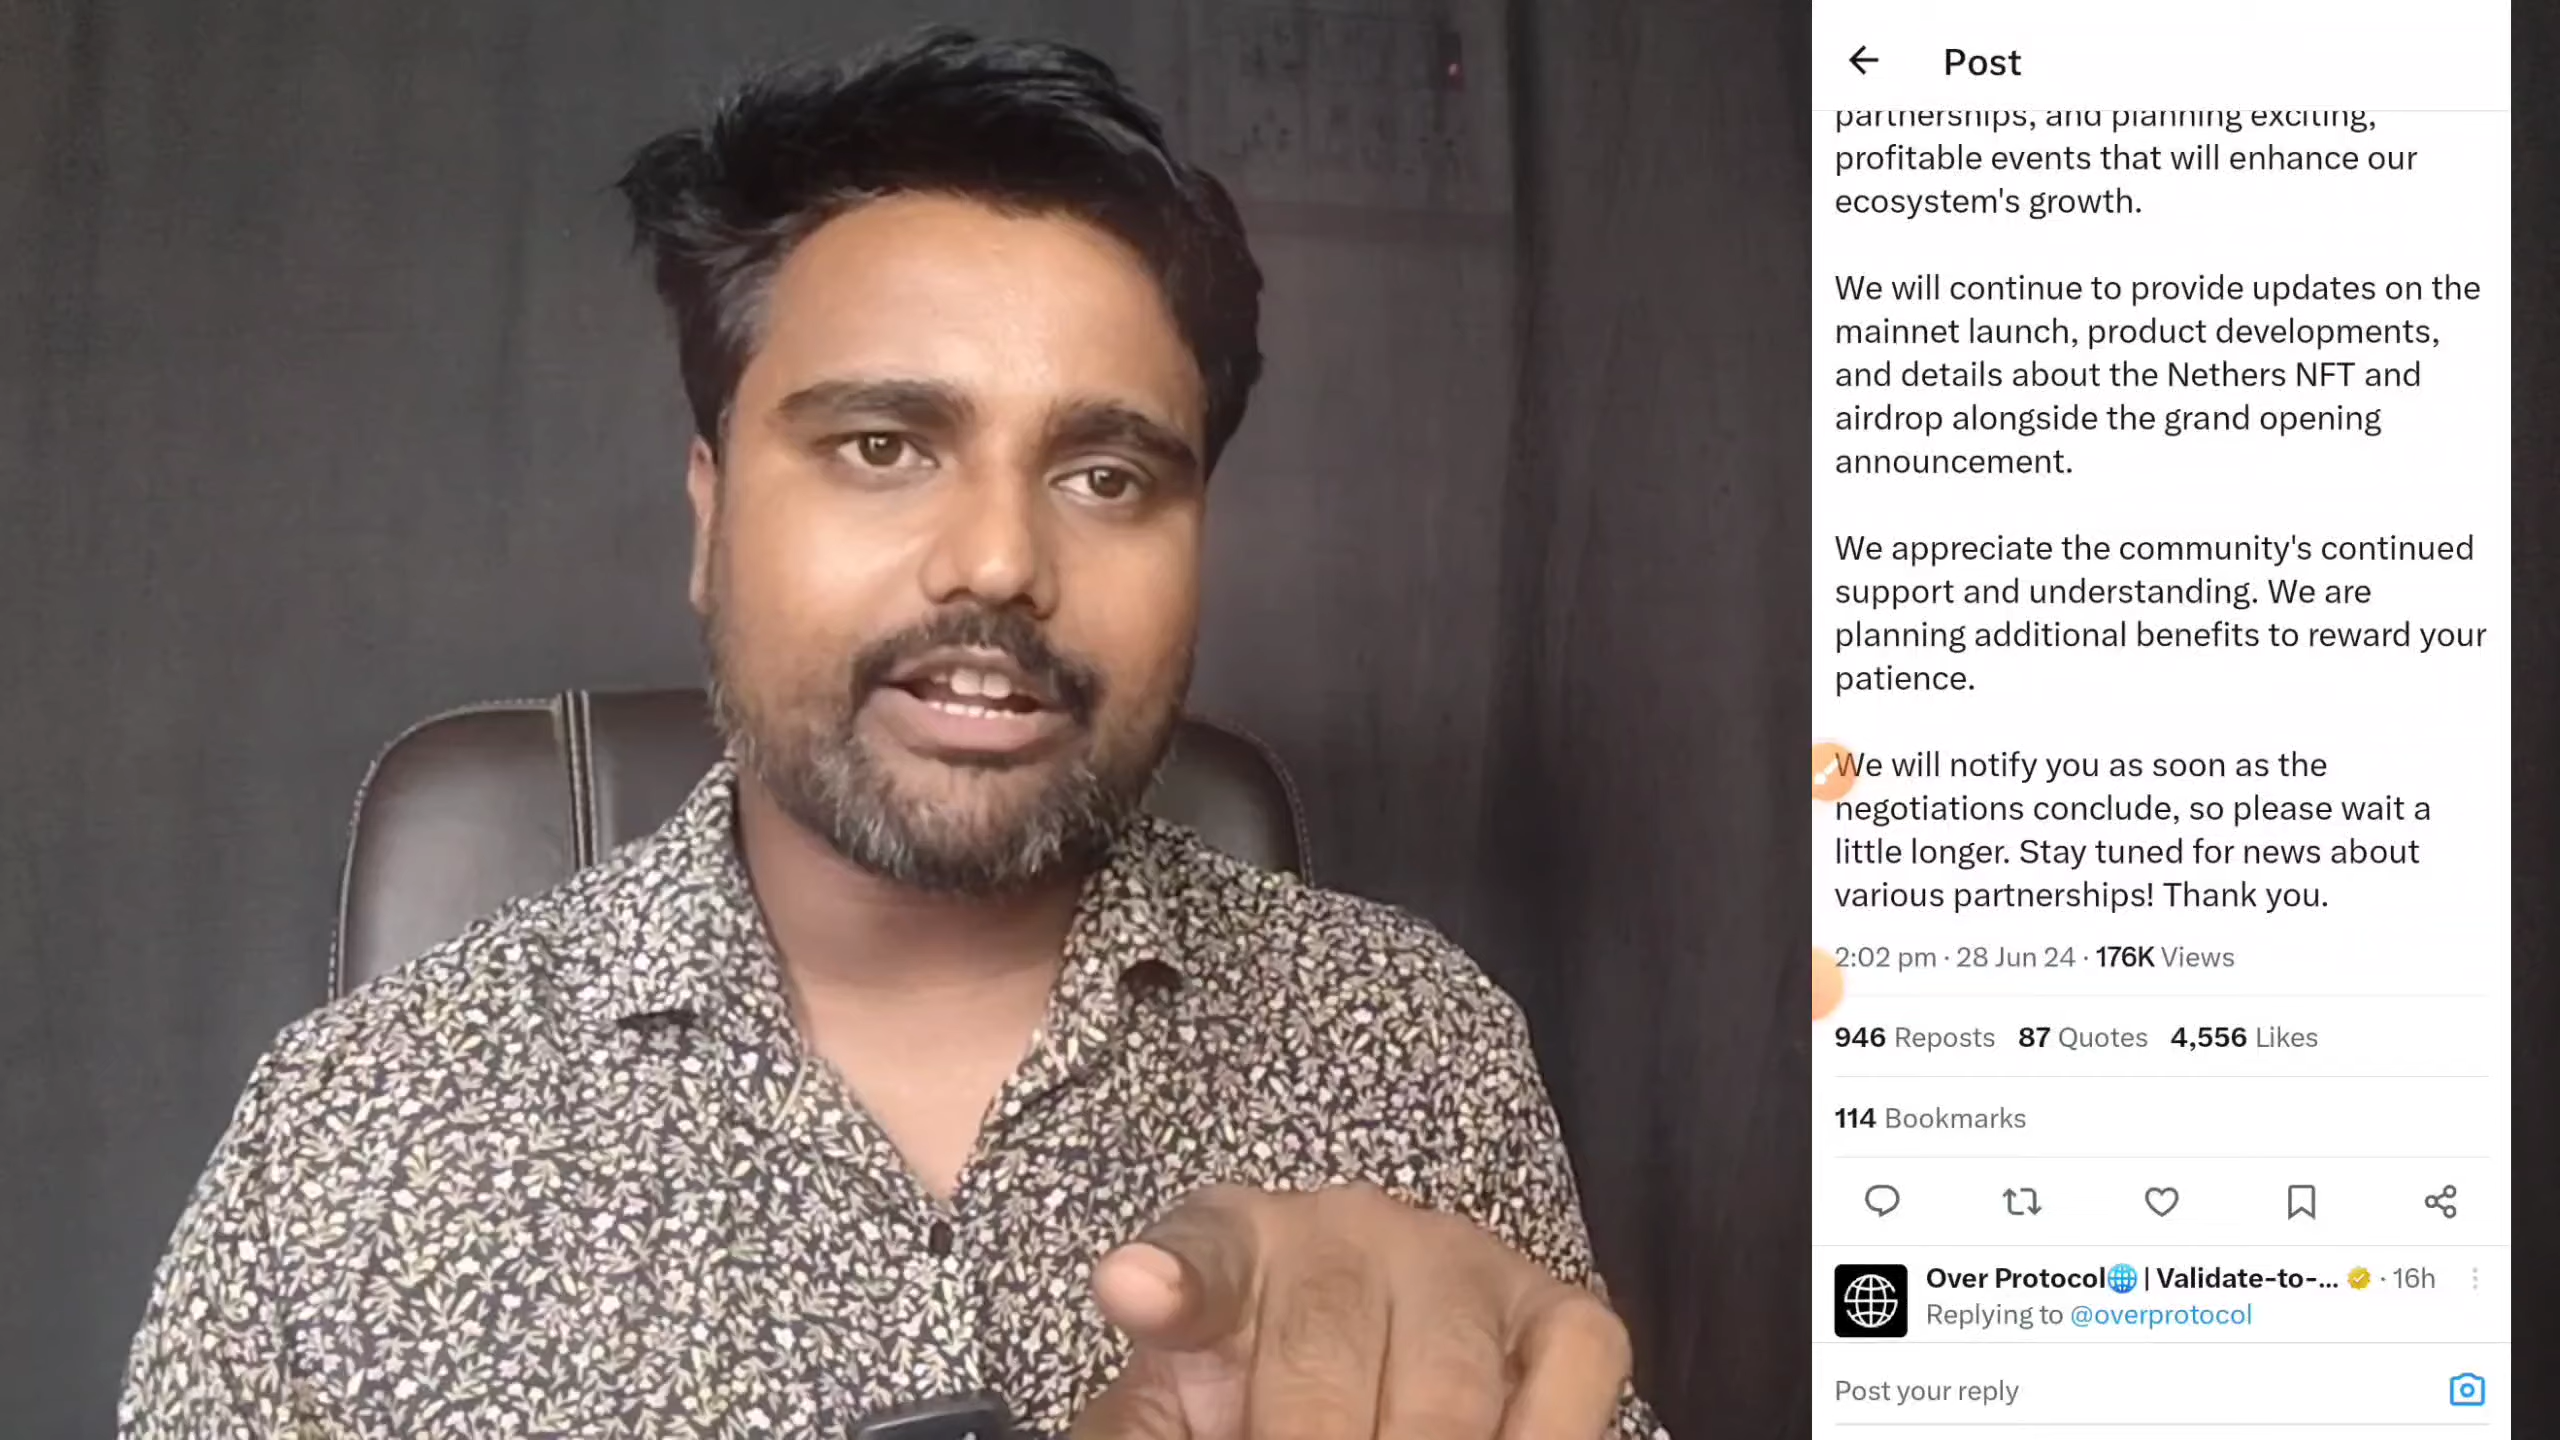 Post
partnerships, and planning exciting,
profitable events that will enhance our
ecosystem's growth.
We will continue to provide updates on the
mainnet launch, product developments,
and details about the Nethers NFT and
airdrop alongside the grand opening
announcement.
We appreciate the community's continued
support and understanding. We are
planning additional benefits to reward your
patience.
We will notify you as soon as the
negotiations conclude, so please wait a
little longer. Stay tuned for news about
various partnerships! Thank you.
2:02 pm · 28 Jun 24 · 176K Views
946 Reposts 87 Quotes 4,556 Likes
114 Bookmarks
Over Protocol🌐 | Validate-to-... · 16h
Replying to @overprotocol
Post your reply